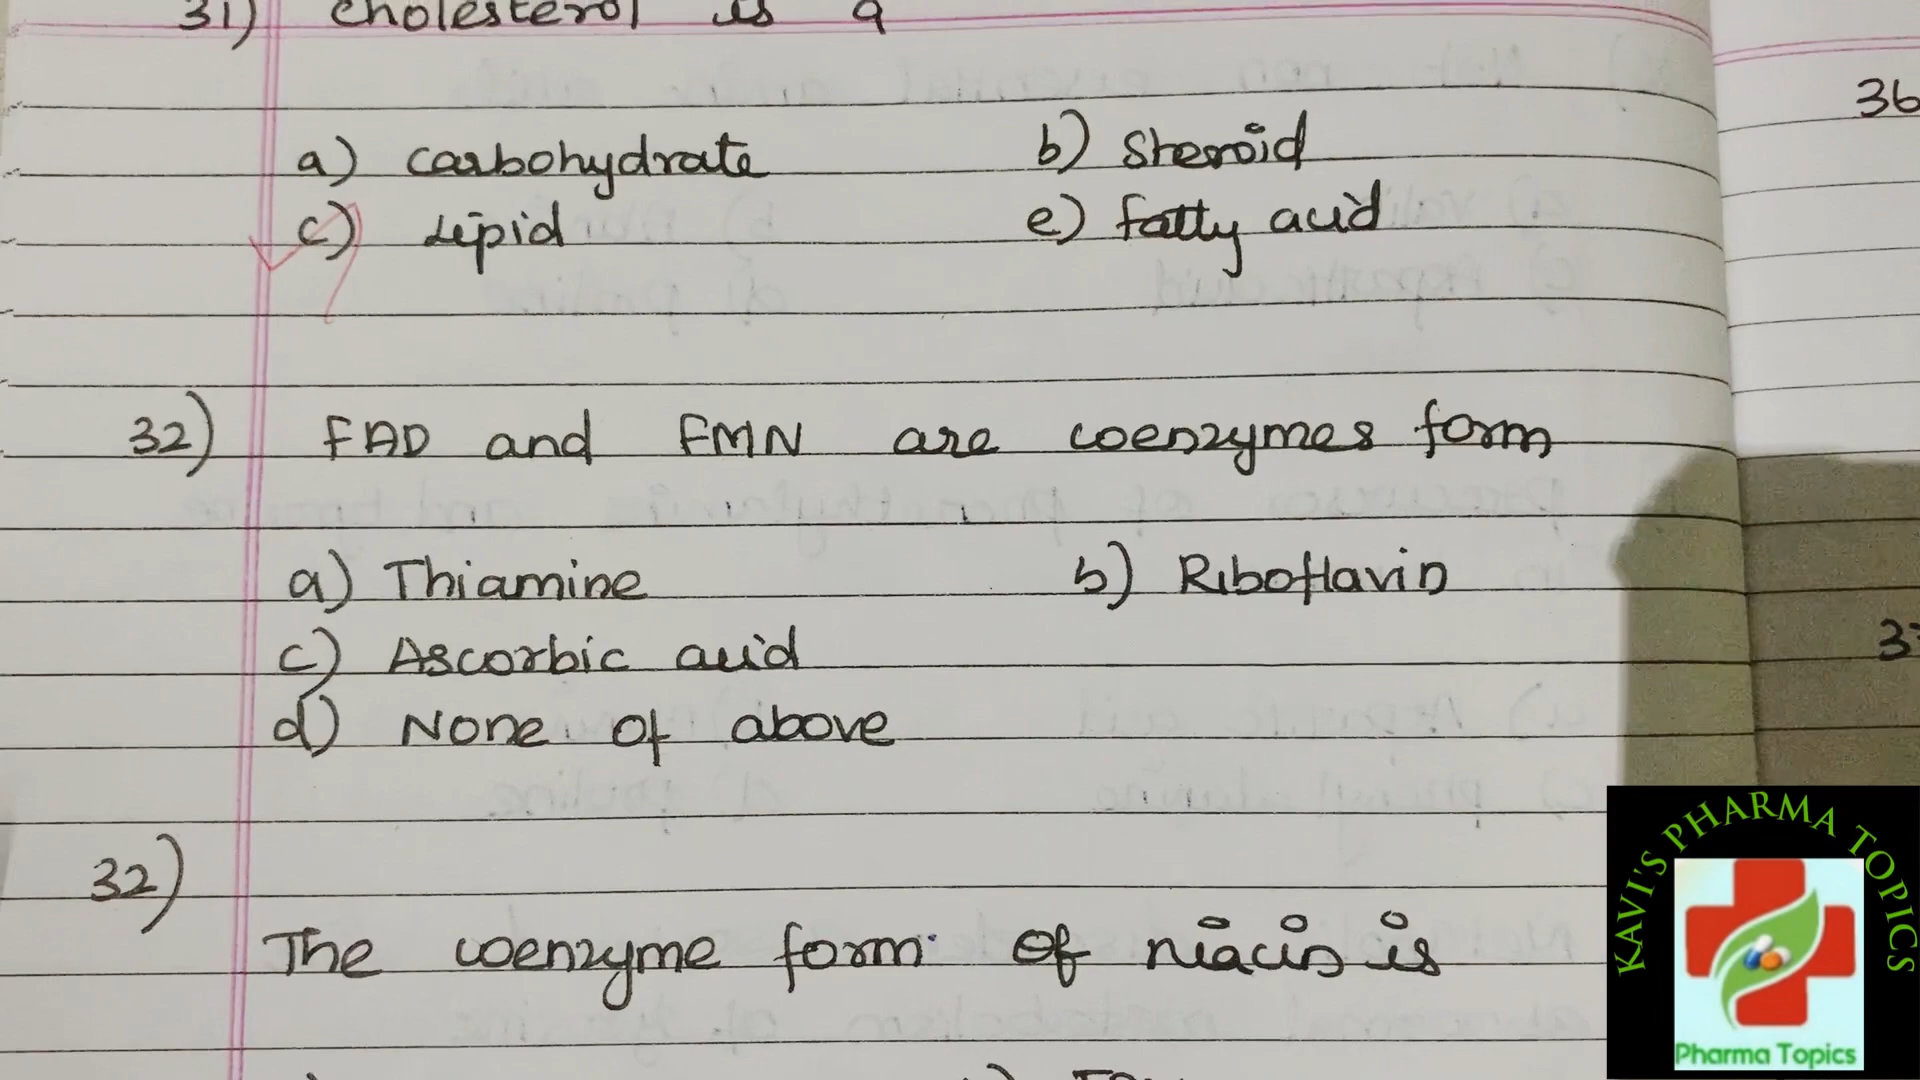 31) Cholesterol is a
a) carbohydrate b) Steroid
c) Lipid e) fatty acid
32) FAD and FMN are coenzymes form
a) Thiamine b) Riboflavin
c) Ascorbic acid
d) None of above
32)
The coenzyme form of niacin is
36
KAVI'S PHARMA TOPICS
Pharma Topics